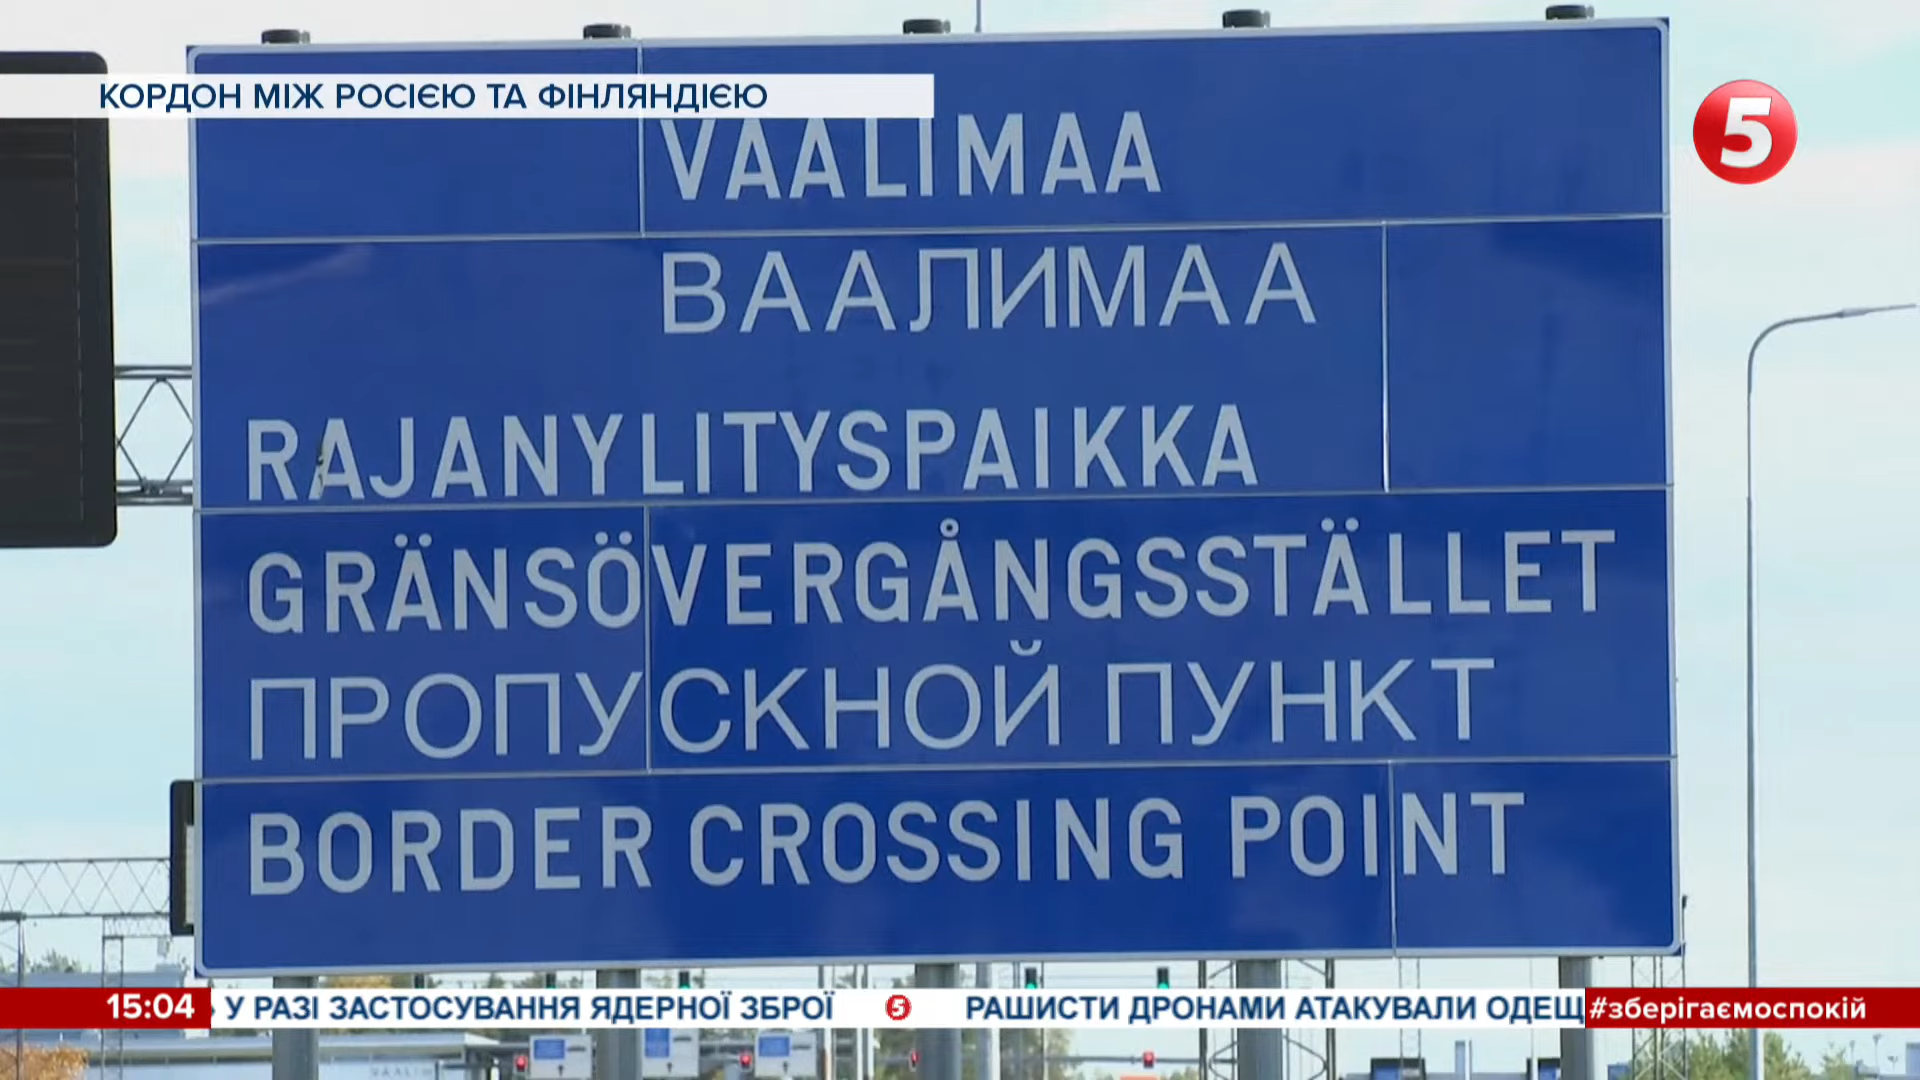 КОРДОН МІЖ РОСІЄЮ ТА ФІНЛЯНДІЄЮ
5
VAALIMAA
ВААЛИМАА
RAJANYLITYSPAIKKA
GRÄNSÖVERGÅNGSSTÄLLET
ПРОПУСКНОЙ ПУНКТ
BORDER CROSSING POINT
15:04 У РАЗІ ЗАСТОСУВАННЯ ЯДЕРНОЇ ЗБРОЇ 5 РАШИСТИ ДРОНАМИ АТАКУВАЛИ ОДЕЩ #зберігаємоспокій